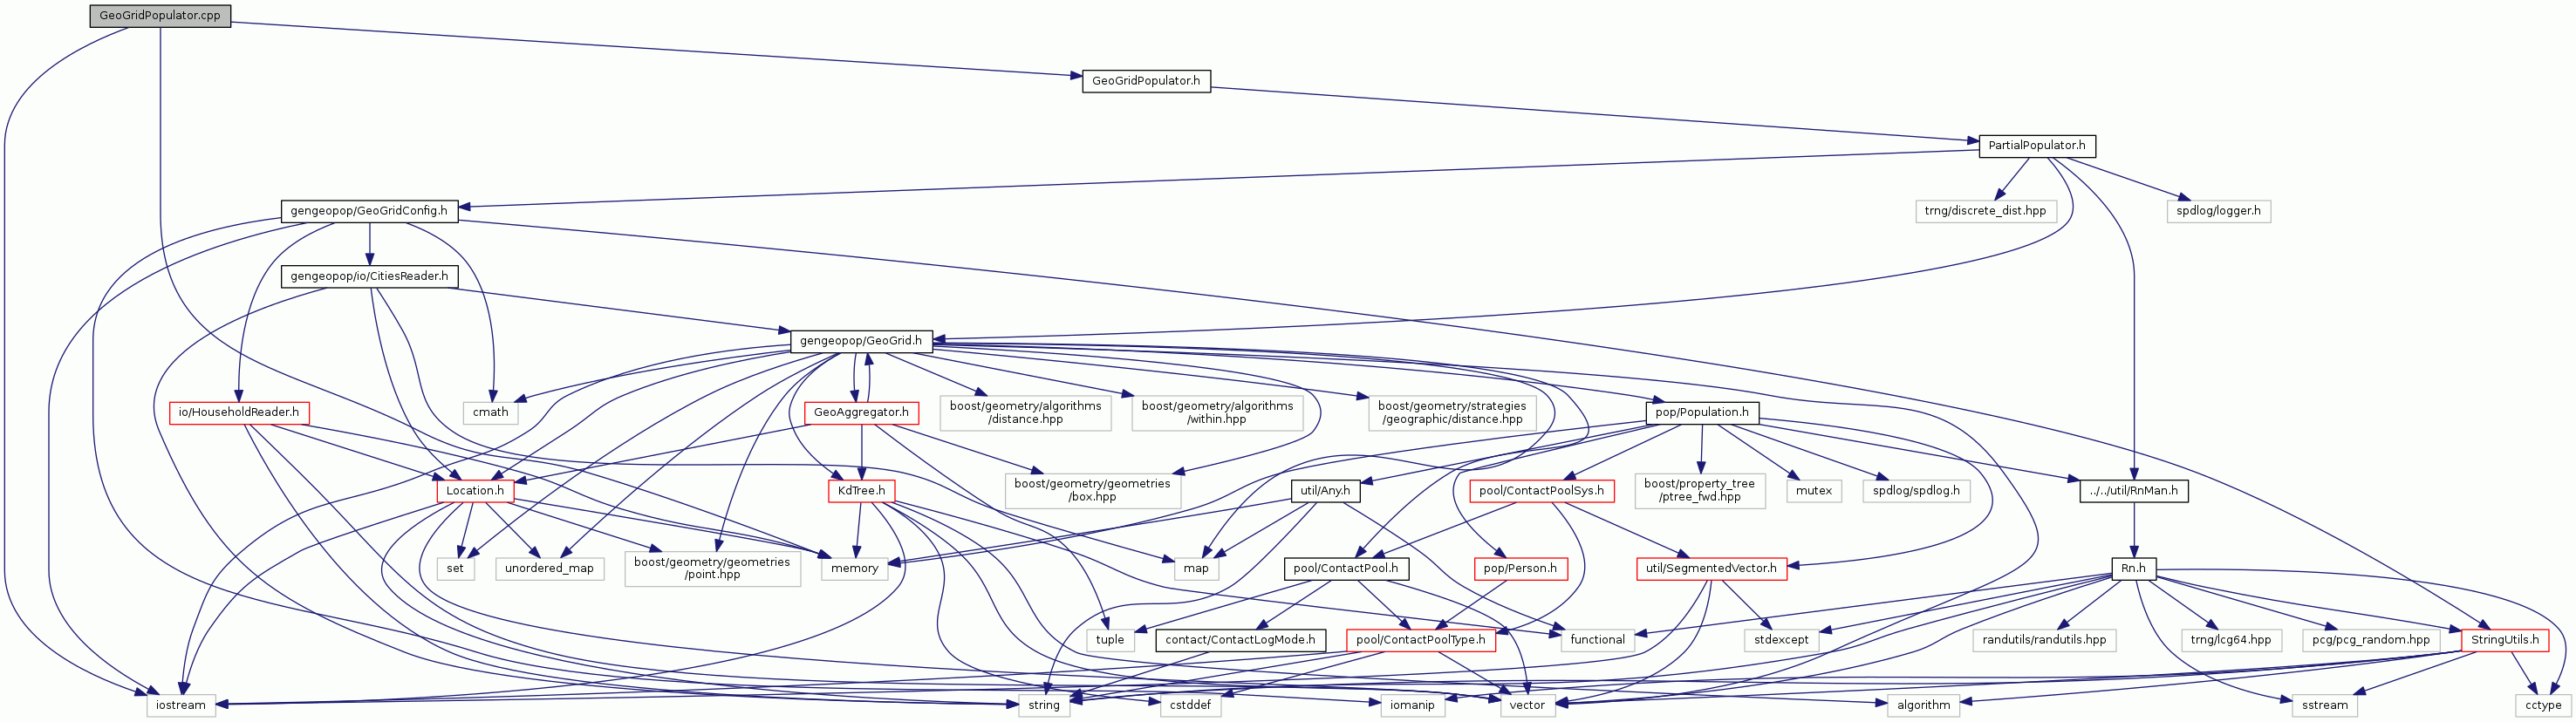 GeoGridPopulator.cpp
GeoGridPopulator.h
PartialPopulator.h
gengeopop/GeoGridConfig.h
trng/discrete_dist.hpp
spdlog/logger.h
gengeopop/io/CitiesReader.h
gengeopop/GeoGrid.h
io/HouseholdReader.h
cmath
GeoAggregator.h
boost/geometry/algorithms
/distance.hpp
boost/geometry/algorithms
/within.hpp
boost/geometry/strategies
/geographic/distance.hpp
pop/Population.h
Location.h
KdTree.h
boost/geometry/geometries
/box.hpp
util/Any.h
pool/ContactPoolSys.h
boost/property_tree
/ptree_fwd.hpp
mutex
spdlog/spdlog.h
../../util/RnMan.h
set
unordered_map
boost/geometry/geometries
/point.hpp
memory
map
pool/ContactPool.h
pop/Person.h
util/SegmentedVector.h
Rn.h
tuple
contact/ContactLogMode.h
pool/ContactPoolType.h
functional
stdexcept
randutils/randutils.hpp
trng/lcg64.hpp
pcg/pcg_random.hpp
StringUtils.h
iostream
string
cstddef
iomanip
vector
algorithm
sstream
cctype